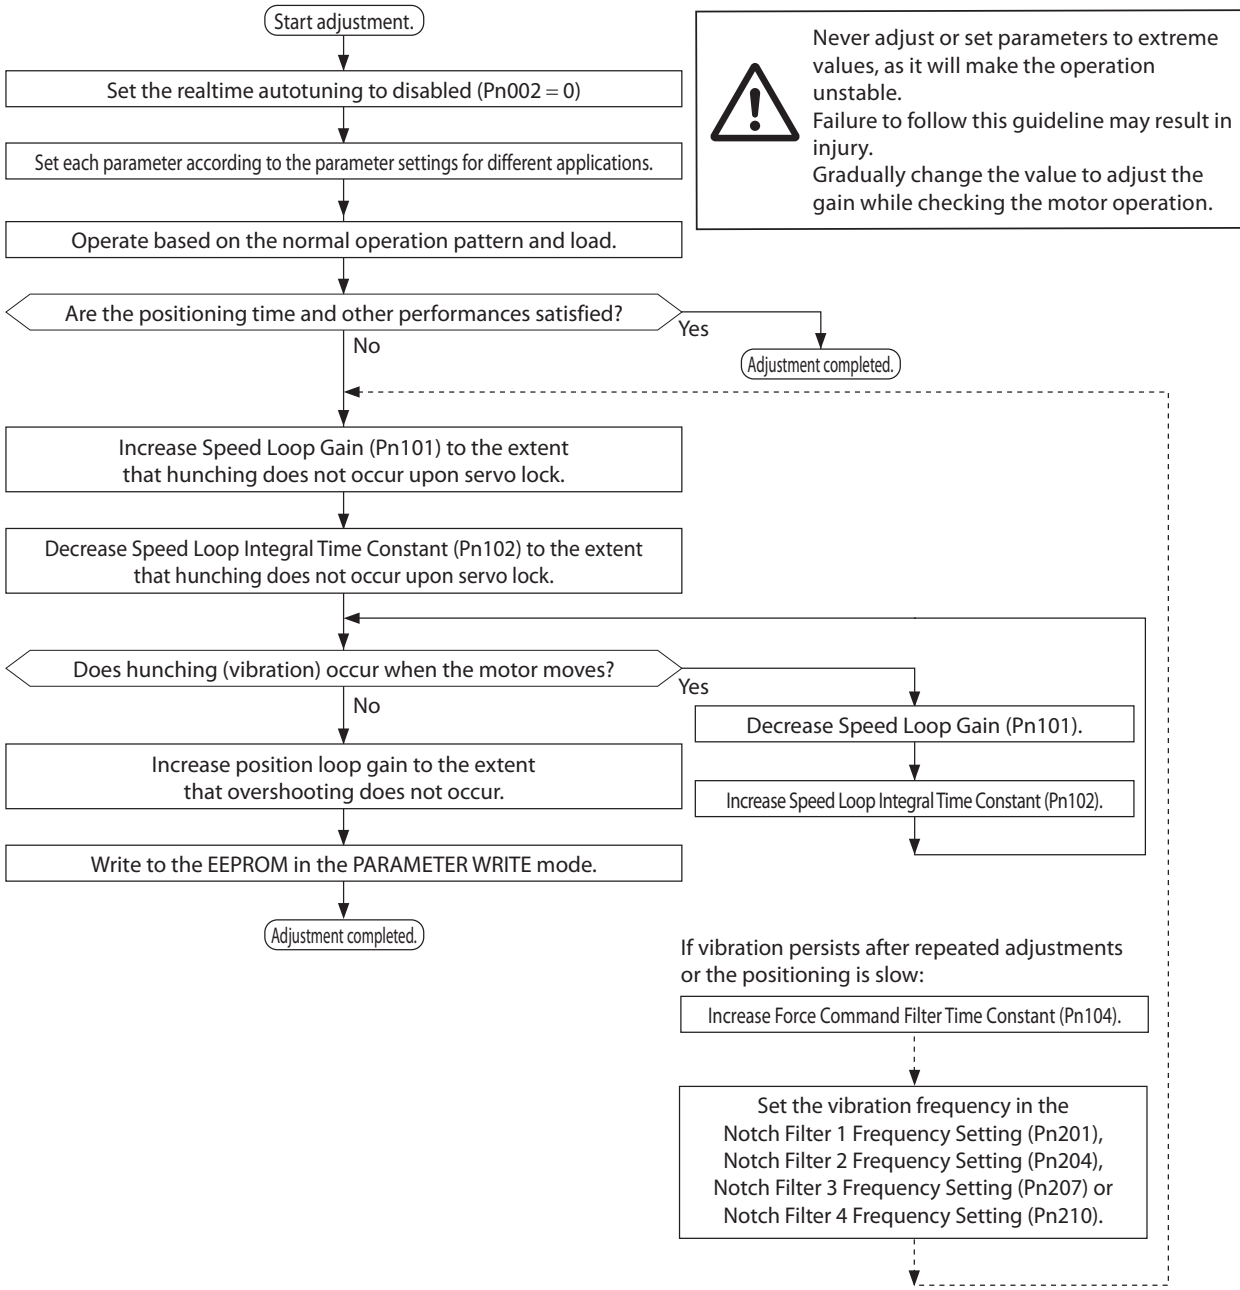 Start adjustment.
Never adjust or set parameters to extreme
values, as it will make the operation
unstable.
Failure to follow this guideline may result in
injury.
Gradually change the value to adjust the
gain while checking the motor operation.
Set the realtime autotuning to disabled (Pn002 = 0)
Set each parameter according to the parameter settings for different applications.
Operate based on the normal operation pattern and load.
Are the positioning time and other performances satisfied?
Yes
No
Adjustment completed.
Increase Speed Loop Gain (Pn101) to the extent
that hunching does not occur upon servo lock.
Decrease Speed Loop Integral Time Constant (Pn102) to the extent
that hunching does not occur upon servo lock.
Does hunching (vibration) occur when the motor moves?
Yes
No
Decrease Speed Loop Gain (Pn101).
Increase Speed Loop Integral Time Constant (Pn102).
Increase position loop gain to the extent
that overshooting does not occur.
Write to the EEPROM in the PARAMETER WRITE mode.
Adjustment completed.
If vibration persists after repeated adjustments
or the positioning is slow:
Increase Force Command Filter Time Constant (Pn104).
Set the vibration frequency in the
Notch Filter 1 Frequency Setting (Pn201),
Notch Filter 2 Frequency Setting (Pn204),
Notch Filter 3 Frequency Setting (Pn207) or
Notch Filter 4 Frequency Setting (Pn210).